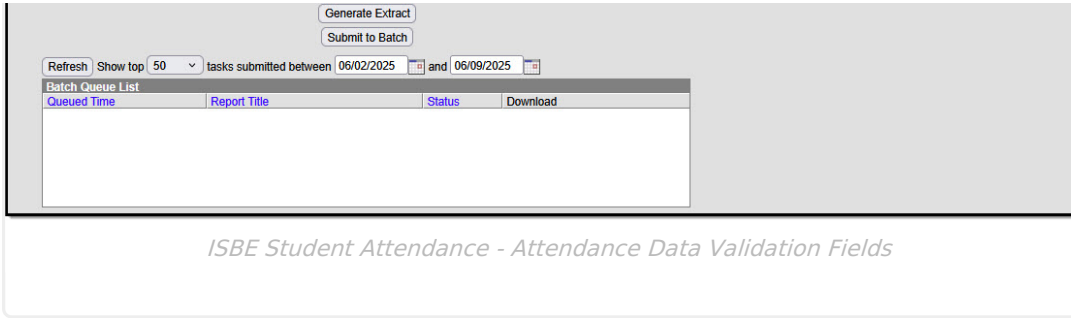 Generate Extract
Submit to Batch
Refresh Show top 50 tasks submitted between 06/02/2025 and 06/09/2025
Batch Queue List
Queued Time Report Title Status Download
ISBE Student Attendance - Attendance Data Validation Fields